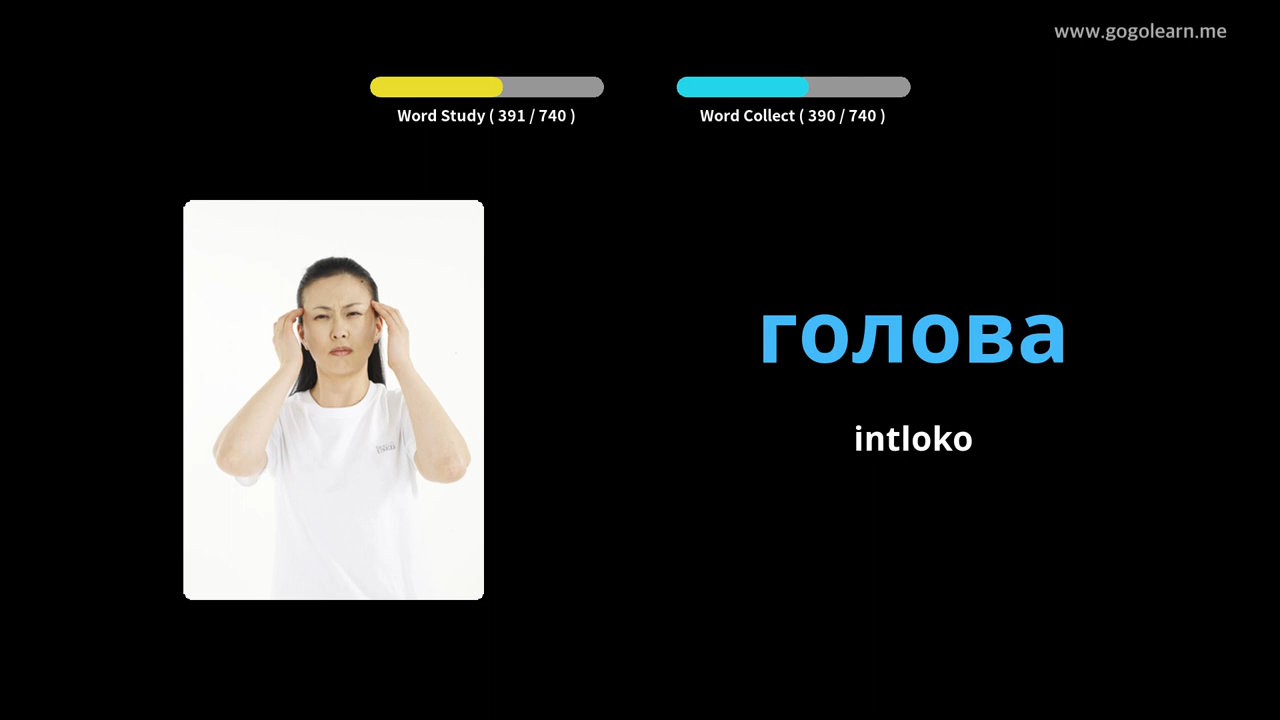 www.gogolearn.me
Word Study ( 391 / 740 )
Word Collect ( 390 / 740 )
голова
intloko